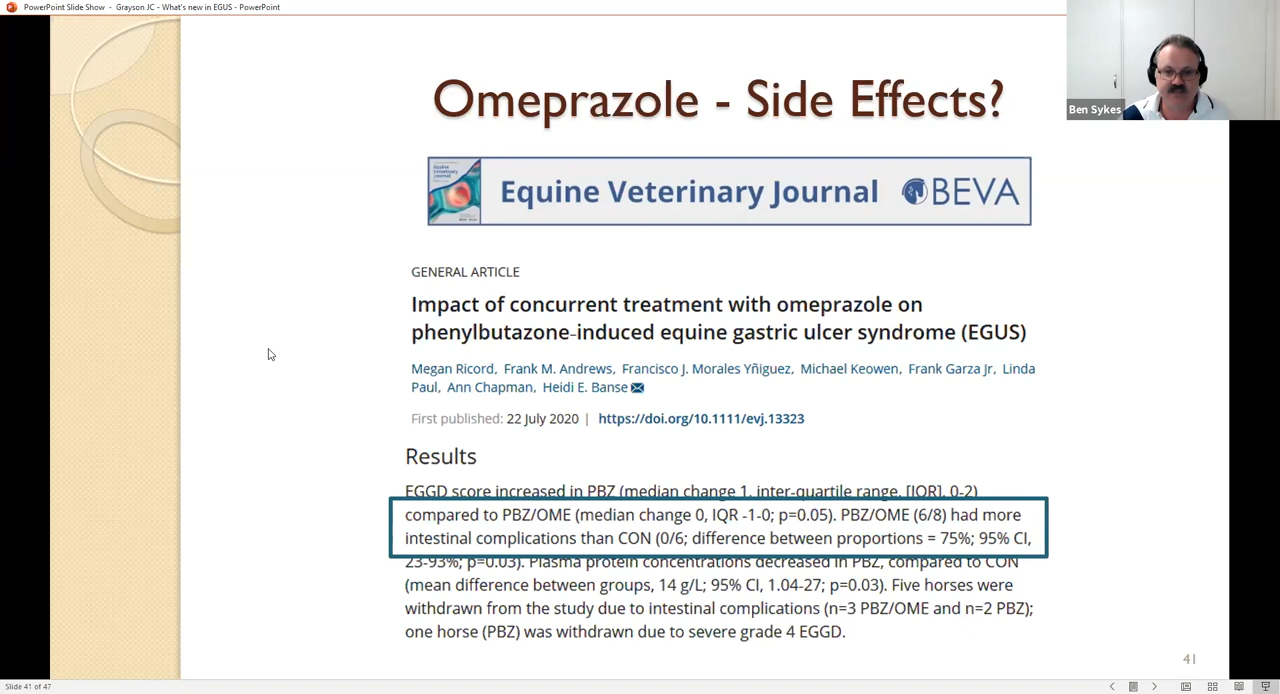 PowerPoint Slide Show - Grayson JC - What's new in EGUS - PowerPoint
Ben Sykes
Omeprazole - Side Effects?
Equine Veterinary Journal BEVA
GENERAL ARTICLE
Impact of concurrent treatment with omeprazole on
phenylbutazone-induced equine gastric ulcer syndrome (EGUS)
Megan Ricord, Frank M. Andrews, Francisco J. Morales Yñiguez, Michael Keowen, Frank Garza Jr, Linda
Paul, Ann Chapman, Heidi E. Banse
First published: 22 July 2020 | https://doi.org/10.1111/evj.13323
Results
EGGD score increased in PBZ (median change 1, inter-quartile range, [IQR], 0-2)
compared to PBZ/OME (median change 0, IQR -1-0; p=0.05). PBZ/OME (6/8) had more
intestinal complications than CON (0/6; difference between proportions = 75%; 95% CI,
23-93%; p=0.03). Plasma protein concentrations decreased in PBZ, compared to CON
(mean difference between groups, 14 g/L; 95% CI, 1.04-27; p=0.03). Five horses were
withdrawn from the study due to intestinal complications (n=3 PBZ/OME and n=2 PBZ);
one horse (PBZ) was withdrawn due to severe grade 4 EGGD.
41
Slide 41 of 47